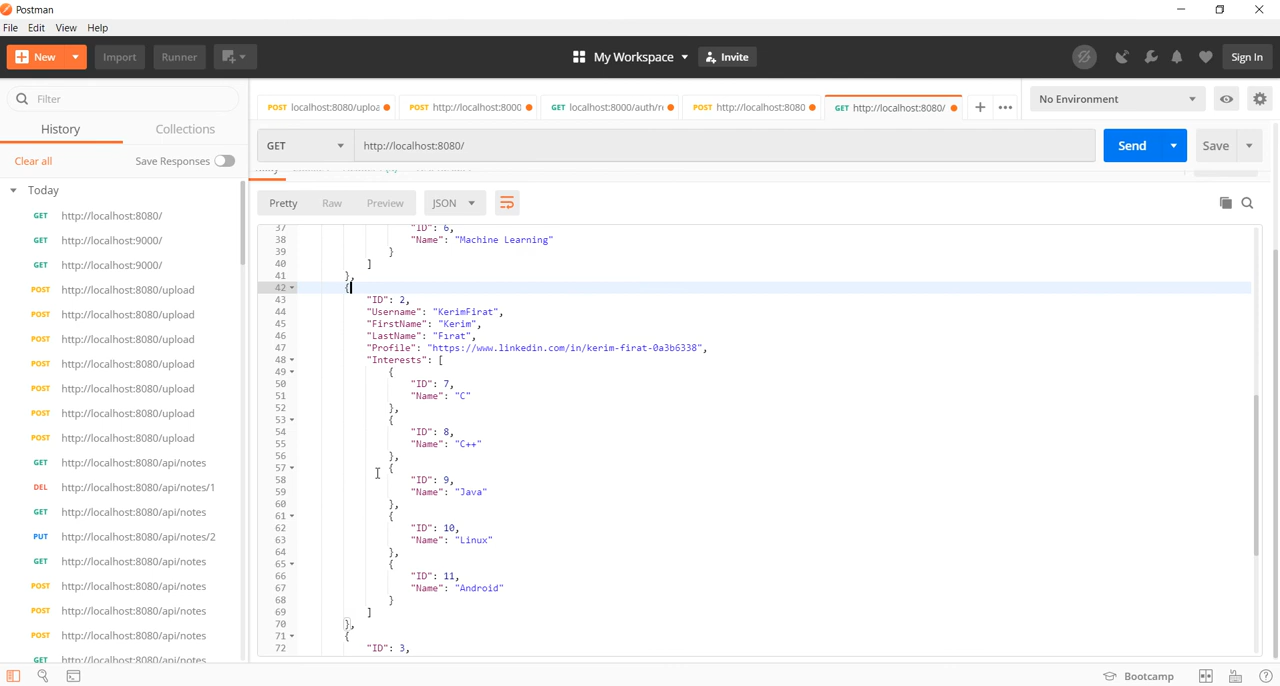 Postman
File Edit View Help
New Import Runner My Workspace Invite Sign In
Filter
History Collections
Clear all Save Responses
Today
GET http://localhost:8080/
GET http://localhost:9000/
GET http://localhost:9000/
POST http://localhost:8080/upload
POST http://localhost:8080/upload
POST http://localhost:8080/upload
POST http://localhost:8080/upload
POST http://localhost:8080/upload
POST http://localhost:8080/upload
POST http://localhost:8080/upload
GET http://localhost:8080/api/notes
DEL http://localhost:8080/api/notes/1
GET http://localhost:8080/api/notes
PUT http://localhost:8080/api/notes/2
GET http://localhost:8080/api/notes
POST http://localhost:8080/api/notes
POST http://localhost:8080/api/notes
POST http://localhost:8080/api/notes
GET http://localhost:8080/api/notes
POST localhost:8080/uploa POST http://localhost:8000 GET localhost:8000/auth/r POST http://localhost:8080 GET http://localhost:8080/ + ••• No Environment
GET http://localhost:8080/ Send Save
Pretty Raw Preview JSON
37 "ID": 6,
38 "Name": "Machine Learning"
39 }
40 ]
41 },
42 {
43 "ID": 2,
44 "Username": "KerimFirat",
45 "FirstName": "Kerim",
46 "LastName": "Fırat",
47 "Profile": "https://www.linkedin.com/in/kerim-firat-0a3b6338",
48 "Interests": [
49 {
50 "ID": 7,
51 "Name": "C"
52 },
53 {
54 "ID": 8,
55 "Name": "C++"
56 },
57 {
58 "ID": 9,
59 "Name": "Java"
60 },
61 {
62 "ID": 10,
63 "Name": "Linux"
64 },
65 {
66 "ID": 11,
67 "Name": "Android"
68 }
69 ]
70 },
71 {
72 "ID": 3,
Bootcamp